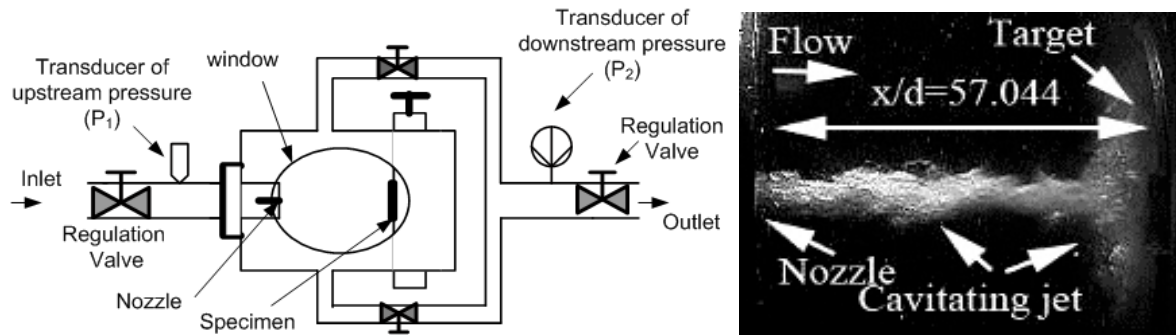 Transducer of
upstream pressure
(P1)
window
Transducer of
downstream pressure
(P2)
Regulation
Valve
Inlet
Outlet
Regulation
Valve
Nozzle
Specimen
Flow
Target
x/d=57.044
Nozzle
Cavitating jet